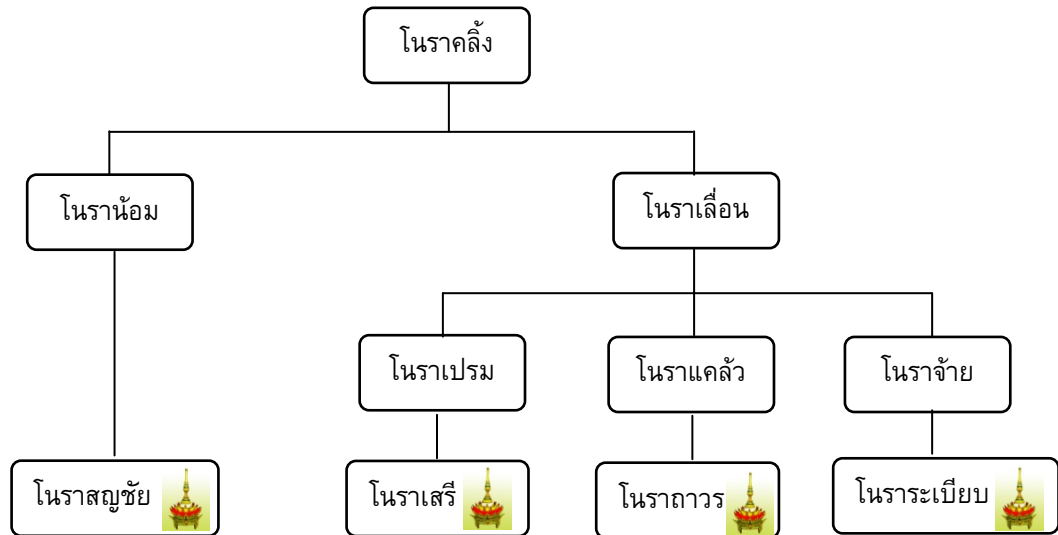 โนราคลิ้ง
โนราน้อม
โนราเลื่อน
โนราเปรม
โนราแคล้ว
โนราจ้าย
โนราสญชัย
โนราเสรี
โนราถาวร
โนราระเบียบ